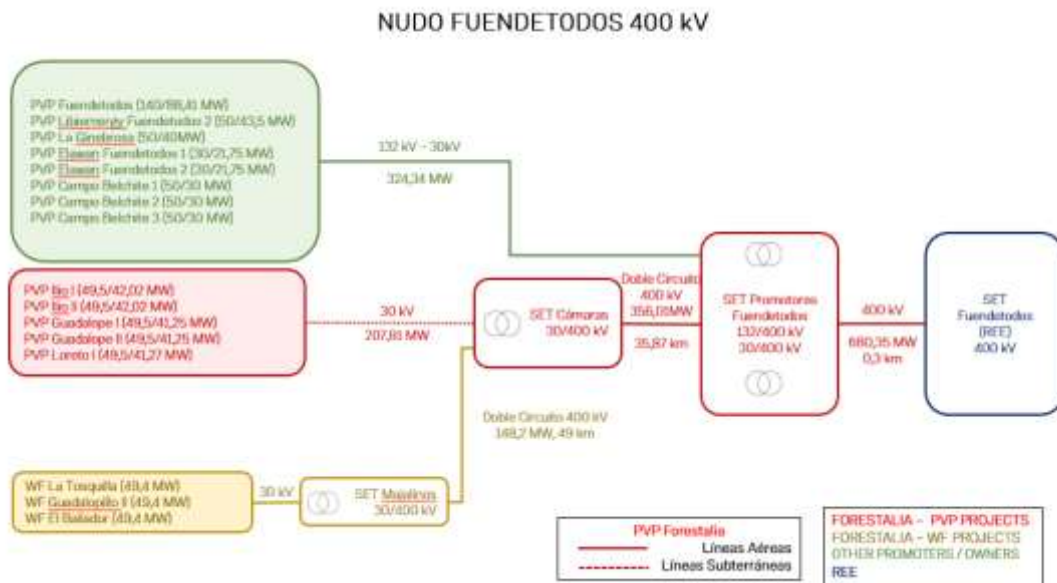 NUDO FUENDETODOS 400 kV
PVP Fuendetodos (140/88,41 MW)
PVP Libienergy Fuendetodos 2 (50/43,5 MW)
PVP La Ginebrosa (50/40MW)
PVP Elawan Fuendetodos 1 (30/21,75 MW)
PVP Elawan Fuendetodos 2 (30/21,75 MW)
PVP Campo Belchite 1 (50/30 MW)
PVP Campo Belchite 2 (50/30 MW)
PVP Campo Belchite 3 (50/30 MW)
132 kV - 30kV
324,34 MW
PVP Ibo I (49,5/42,02 MW)
PVP Ibo II (49,5/42,02 MW)
PVP Guadalope I (49,5/41,25 MW)
PVP Guadalope II (49,5/41,25 MW)
PVP Loreto I (49,5/41,27 MW)
30 kV
207,81 MW
SET Cámaras
30/400 kV
Doble Circuito
400 kV
356,01MW
35,87 km
SET Promotores
Fuendetodos
132/400 kV
30/400 kV
400 kV
680,35 MW
0,3 km
SET
Fuendetodos
(REE)
400 kV
Doble Circuito 400 kV
148,2 MW, 49 km
WF La Tosquilla (49,4 MW)
WF Guadalopillo II (49,4 MW)
WF El Bailador (49,4 MW)
30 kV
SET Majalinos
30/400 kV
PVP Forestalia
Líneas Aéreas
Líneas Subterráneas
FORESTALIA - PVP PROJECTS
FORESTALIA - WF PROJECTS
OTHER PROMOTERS / OWNERS
REE